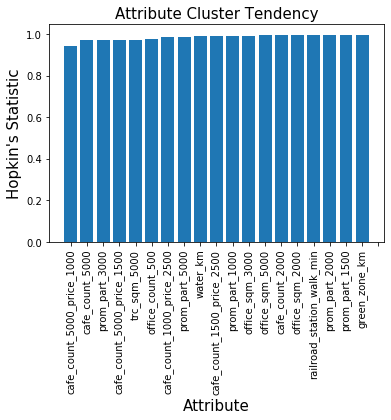 Attribute Cluster Tendency
Hopkin's Statistic
1.0
0.8
0.6
0.4
0.2
0.0
cafe_count_5000_price_1000
cafe_count_5000
prom_part_3000
cafe_count_5000_price_1500
trc_sqm_5000
office_count_500
cafe_count_1000_price_2500
prom_part_5000
water_km
cafe_count_1500_price_2500
prom_part_1000
office_sqm_3000
office_sqm_5000
cafe_count_2000
office_sqm_2000
railroad_station_walk_min
prom_part_2000
prom_part_1500
green_zone_km
Attribute